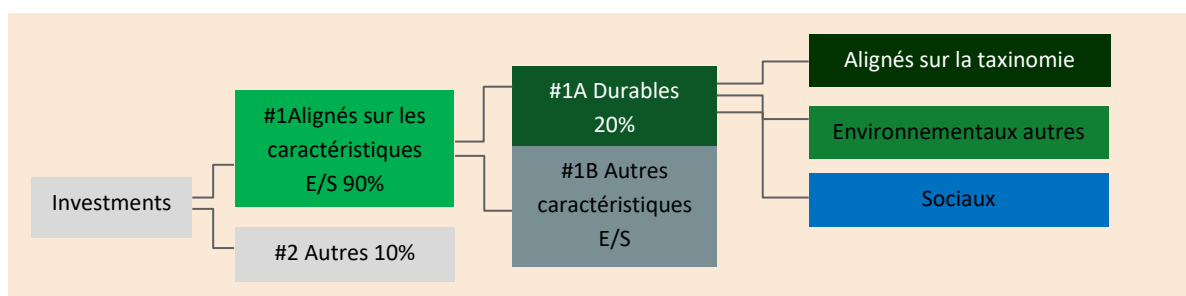 Investments
#1Alignés sur les
caractéristiques
E/S 90%
#2 Autres 10%
#1A Durables
20%
#1B Autres
caractéristiques
E/S
Alignés sur la taxinomie
Environnementaux autres
Sociaux